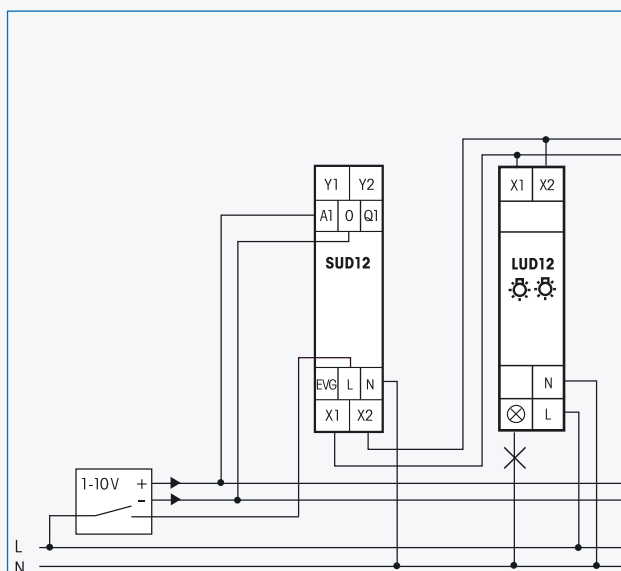 Y1 Y2 X1 X2
A1 0 Q1
SUD12 LUD12
EVG L N N
X1 X2 L
1-10V +
-
L
N